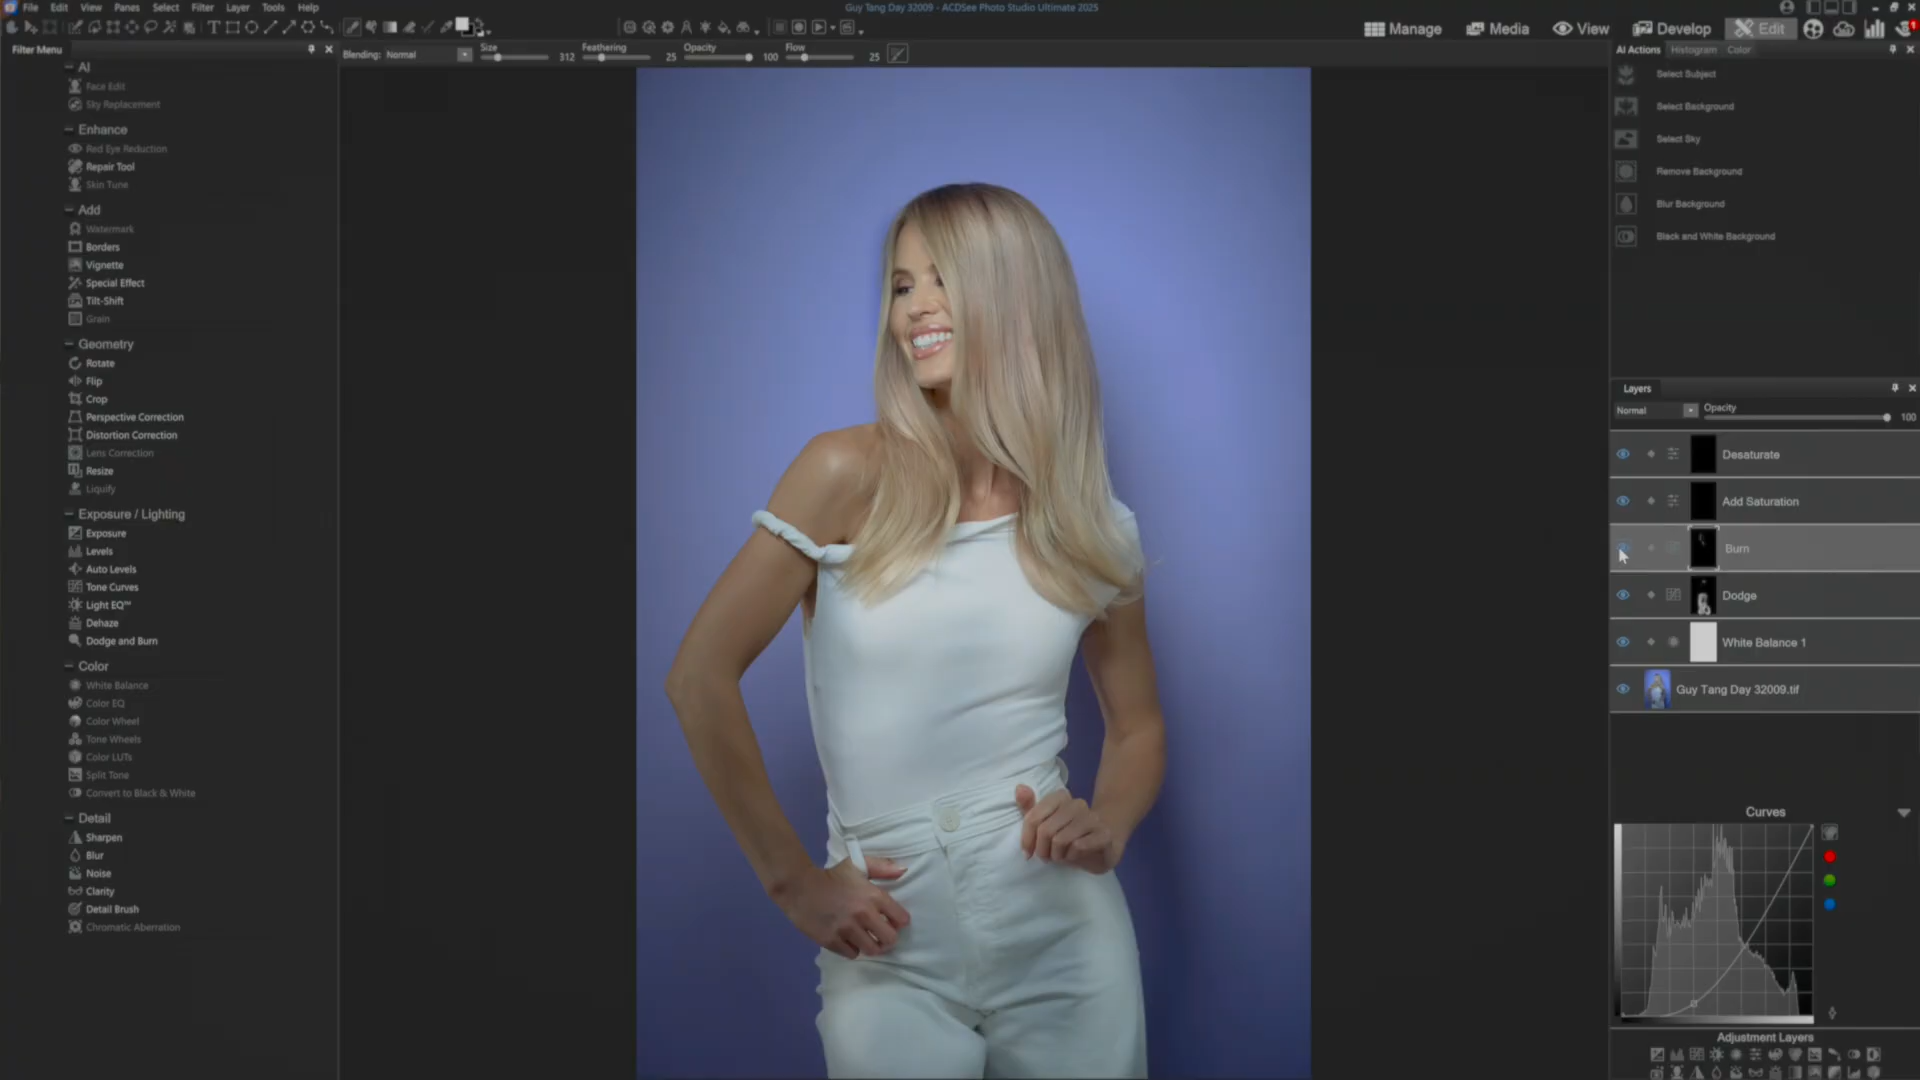 File Edit View Panes Select Filter Layer Tools Help
Guy Tang Day 32009 - ACDSee Photo Studio Ultimate 2025
Manage Media View Develop Edit
Filter Menu
Blending: Normal
Size 312
Feathering 25
Opacity 100
Flow 25
AI
Face Edit
Sky Replacement
Enhance
Red Eye Reduction
Repair Tool
Skin Tune
Add
Watermark
Borders
Vignette
Special Effect
Tilt-Shift
Grain
Geometry
Rotate
Flip
Crop
Perspective Correction
Distortion Correction
Lens Correction
Resize
Liquify
Exposure / Lighting
Exposure
Levels
Auto Levels
Tone Curves
Light EQ™
Dehaze
Dodge and Burn
Color
White Balance
Color EQ
Color Wheel
Tone Wheels
Color LUTs
Split Tone
Convert to Black & White
Detail
Sharpen
Blur
Noise
Clarity
Detail Brush
Chromatic Aberration
AI Actions Histogram Color
Select Subject
Select Background
Select Sky
Remove Background
Blur Background
Black and White Background
Layers
Normal
Opacity 100
Desaturate
Add Saturation
Burn
Dodge
White Balance 1
Guy Tang Day 32009.tif
Curves
Adjustment Layers